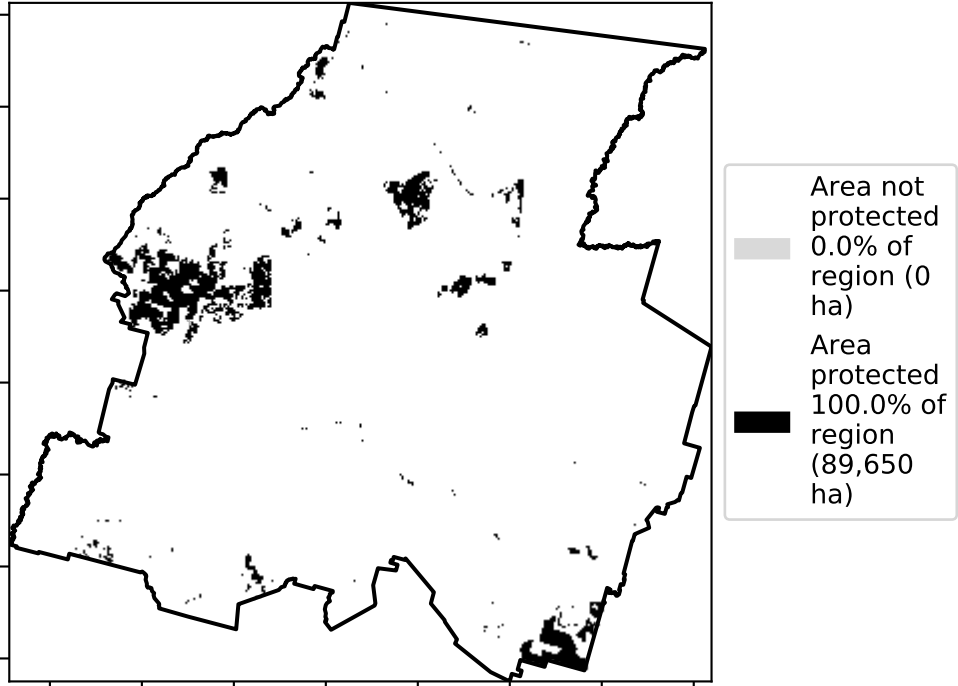 Area not
protected
0.0% of
region (0
ha)
Area
protected
100.0% of
region
(89,650
ha)